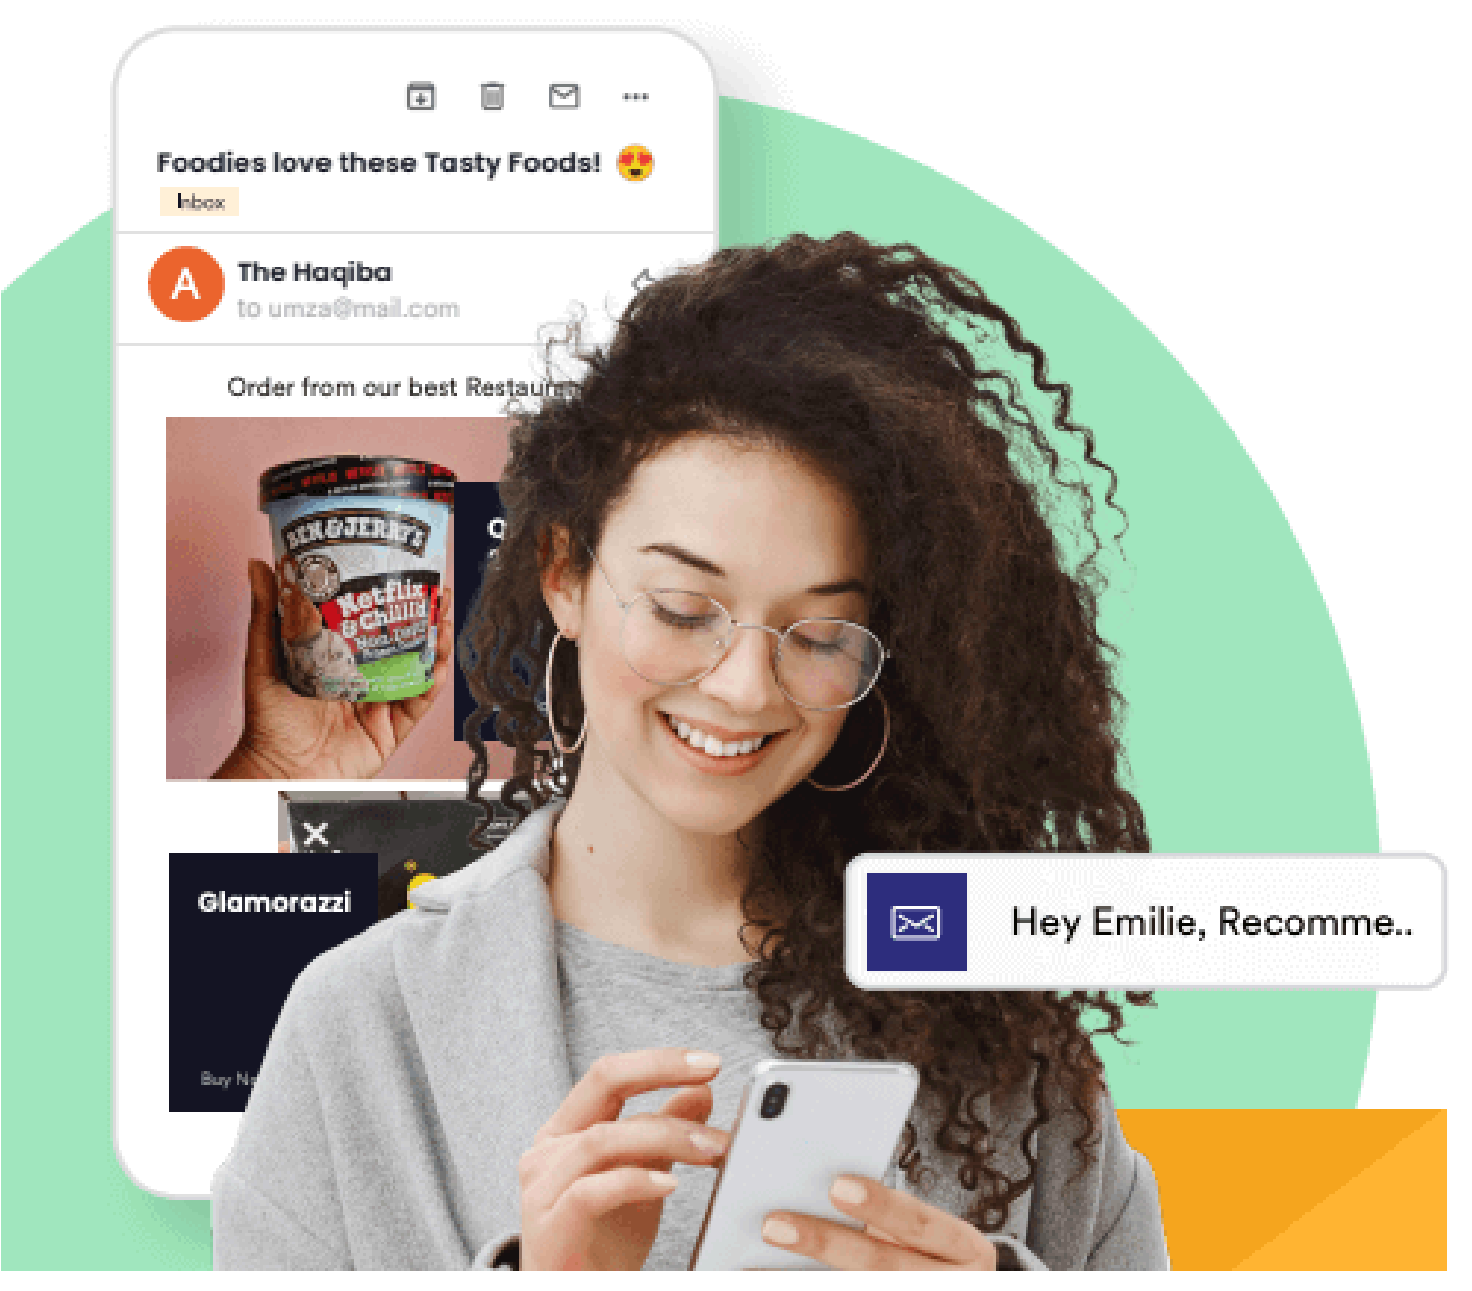 Foodies love these Tasty Foods! 😍
Inbox
A
The Haqiba
to umza@mail.com
Order from our best
BEN & JERRY'S
Netflix
& Chilll'd
Glamorazzi
Buy
Hey Emilie, Recomme..